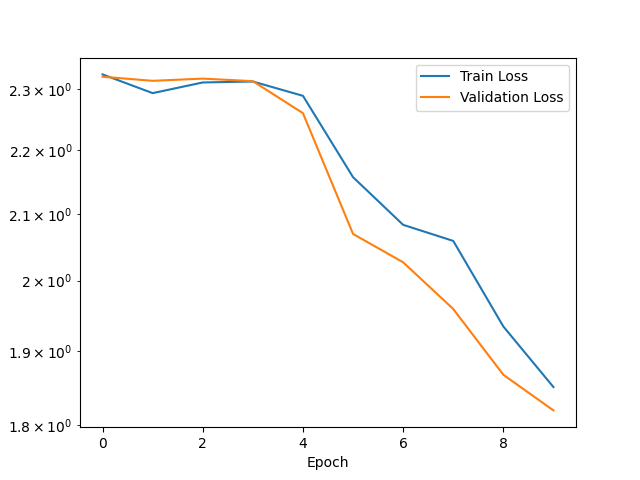 Train Loss
Validation Loss
2.3 × 10⁰
2.2 × 10⁰
2.1 × 10⁰
2 × 10⁰
1.9 × 10⁰
1.8 × 10⁰
0 2 4 6 8
Epoch